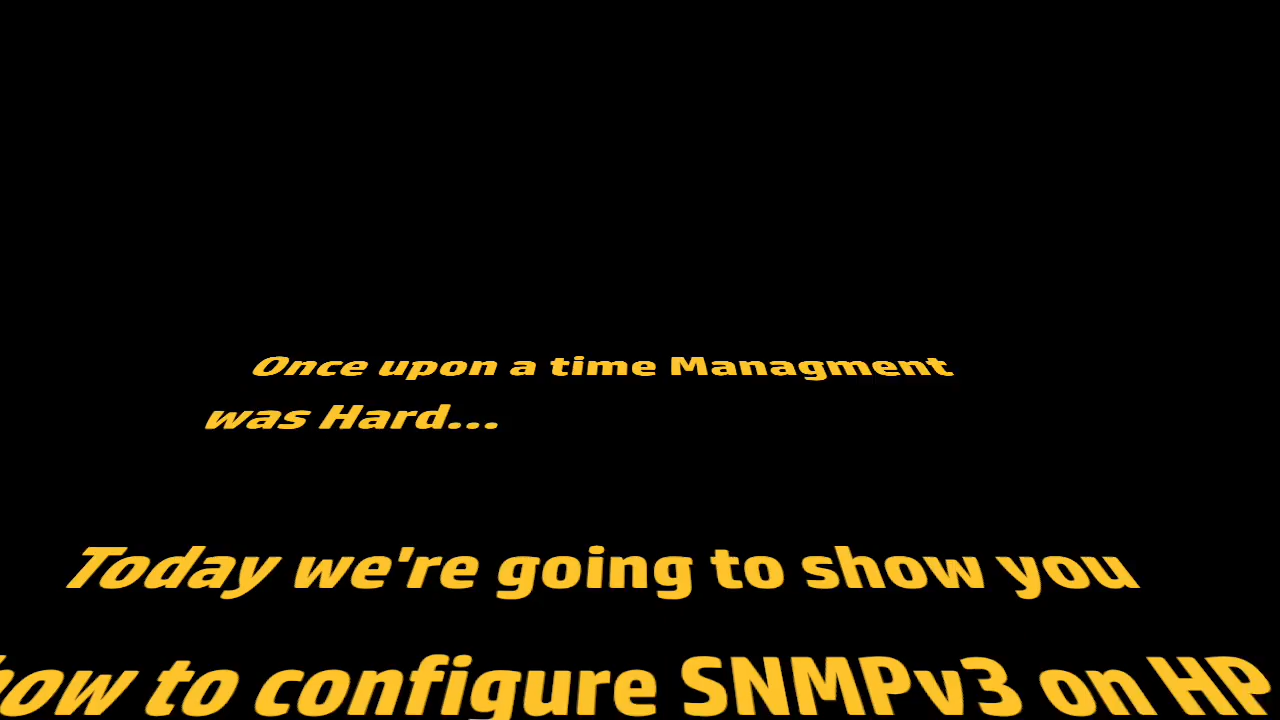 Once upon a time Managment
was Hard...
Today we're going to show you
how to configure SNMPv3 on HP